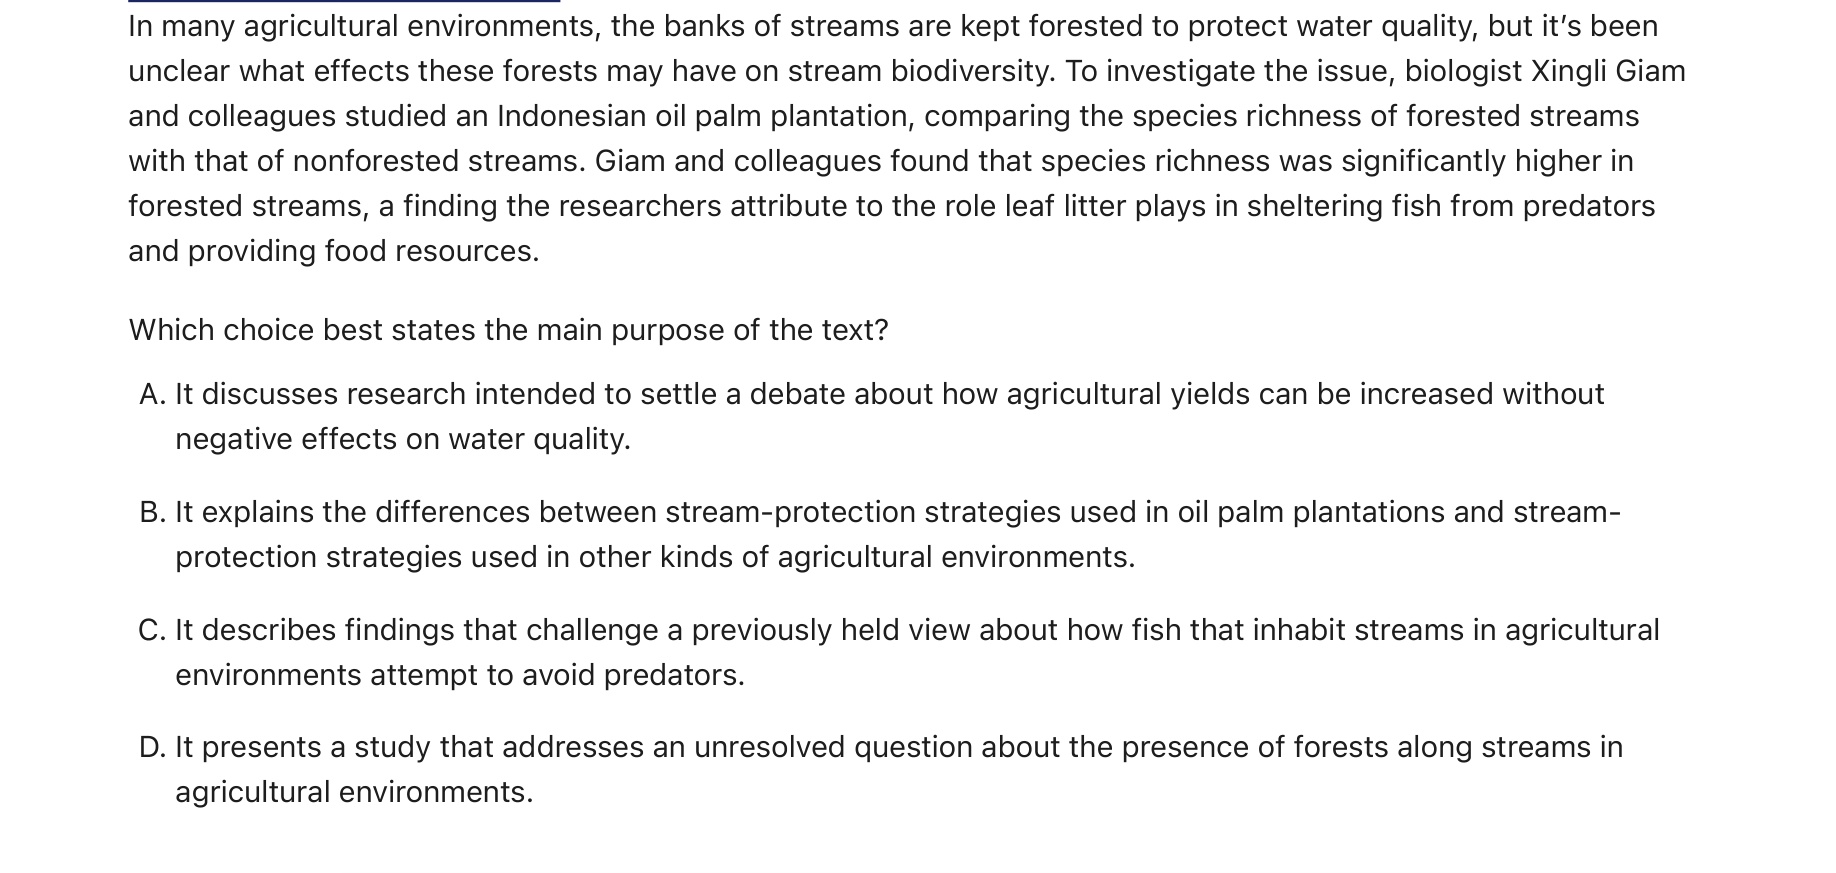 In many agricultural environments, the banks of streams are kept forested to protect water quality, but it’s been
unclear what effects these forests may have on stream biodiversity. To investigate the issue, biologist Xingli Giam
and colleagues studied an Indonesian oil palm plantation, comparing the species richness of forested streams
with that of nonforested streams. Giam and colleagues found that species richness was significantly higher in
forested streams, a finding the researchers attribute to the role leaf litter plays in sheltering fish from predators
and providing food resources.
Which choice best states the main purpose of the text?
A. It discusses research intended to settle a debate about how agricultural yields can be increased without
negative effects on water quality.
B. It explains the differences between stream-protection strategies used in oil palm plantations and stream-
protection strategies used in other kinds of agricultural environments.
C. It describes findings that challenge a previously held view about how fish that inhabit streams in agricultural
environments attempt to avoid predators.
D. It presents a study that addresses an unresolved question about the presence of forests along streams in
agricultural environments.